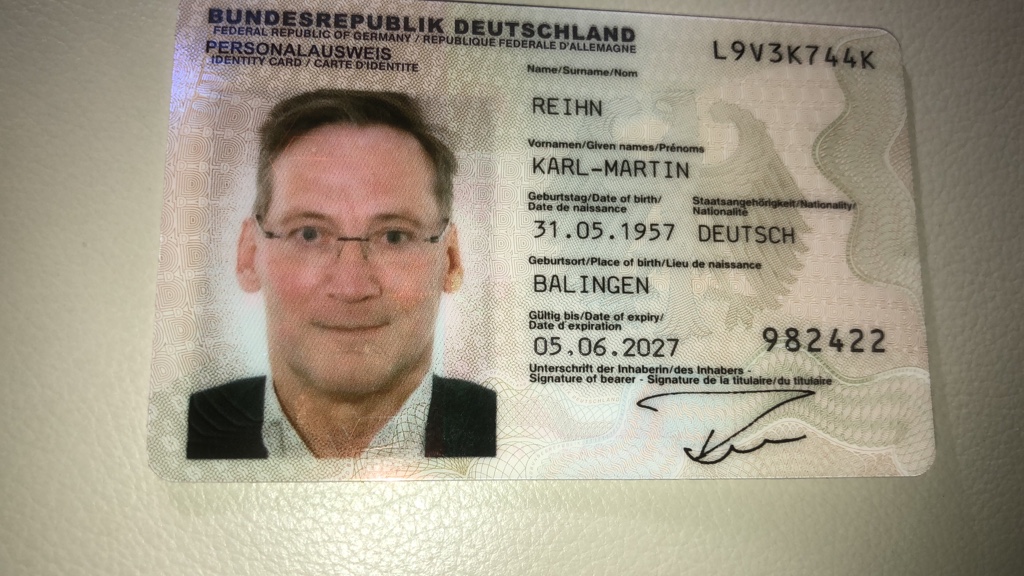 BUNDESREPUBLIK DEUTSCHLAND
FEDERAL REPUBLIC OF GERMANY / REPUBLIQUE FEDERALE D'ALLEMAGNE
PERSONALAUSWEIS
IDENTITY CARD / CARTE D'IDENTITE
L9V3K744K
Name/Surname/Nom
REIHN
Vornamen/Given names/Prénoms
KARL-MARTIN
Geburtstag/Date of birth/
Date de naissance
Staatsangehörigkeit/Nationality/
Nationalité
31.05.1957 DEUTSCH
Geburtsort/Place of birth/Lieu de naissance
BALINGEN
Gültig bis/Date of expiry/
Date d'expiration
05.06.2027
982422
Unterschrift der Inhaberin/des Inhabers -
Signature of bearer - Signature de la titulaire/du titulaire